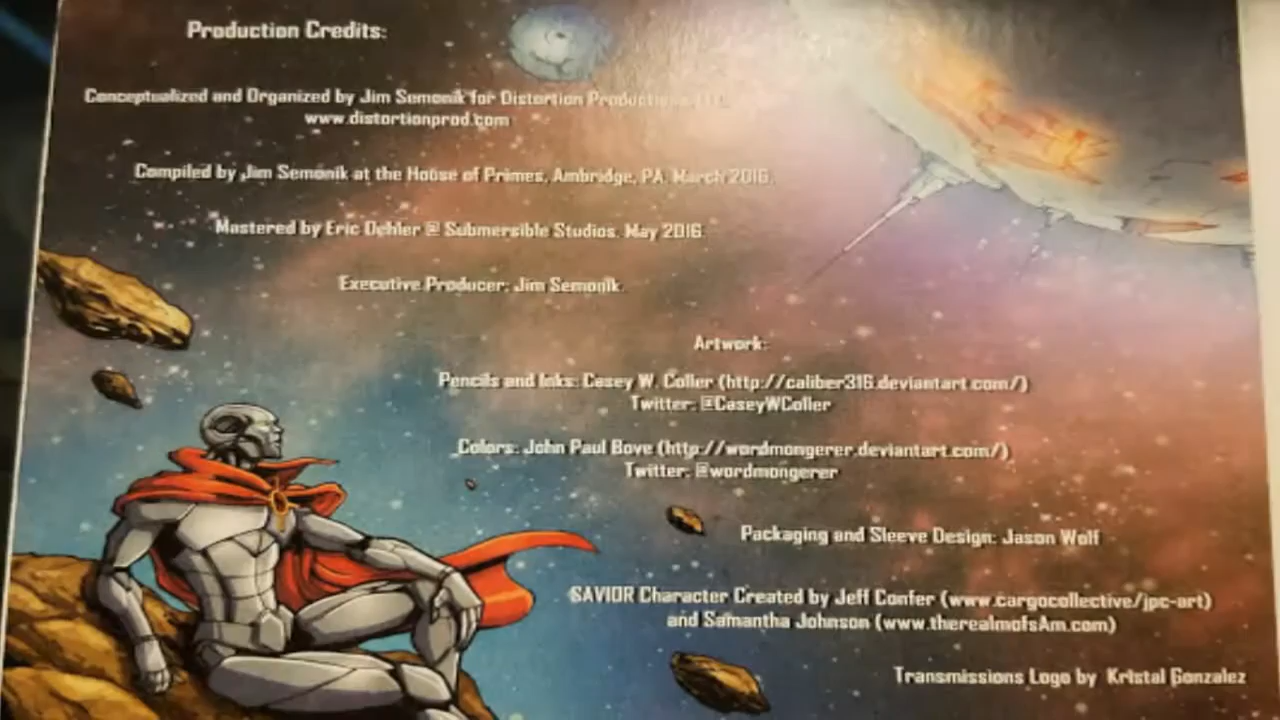 Production Credits:
Conceptualized and Organized by Jim Semonik for Distortion Productions, LLC.
www.distortionprod.com
Compiled by Jim Semonik at the House of Primes, Ambridge, PA. March 2016.
Mastered by Eric Oehler @ Submersible Studios. May 2016.
Executive Producer: Jim Semonik.
Artwork:
Pencils and Inks: Casey W. Coller (http://caliber316.deviantart.com/)
Twitter: @CaseyWColler
Colors: John Paul Bove (http://wordmongerer.deviantart.com/)
Twitter: @wordmongerer
Packaging and Sleeve Design: Jason Wolf
SAVIOR Character Created by Jeff Confer (www.cargocollective/jpc-art)
and Samantha Johnson (www.therealmofsAm.com)
Transmissions Logo by Kristal Gonzalez